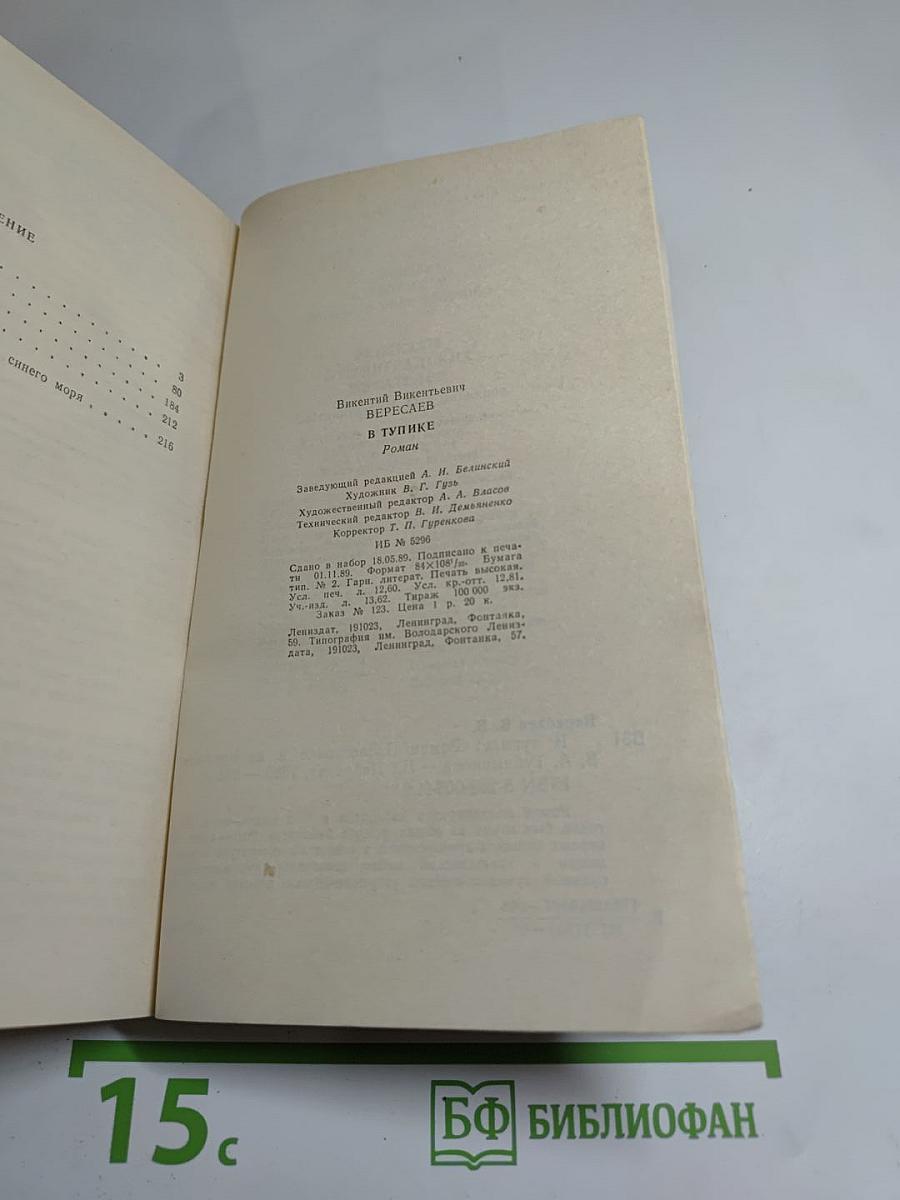 ЕНИЕ
3
80
184
212
синего моря . . . . 216
Викентий Викентьевич
ВЕРЕСАЕВ
В ТУПИКЕ
Роман
Заведующий редакцией А. И. Белинский
Художник В. Г. Гузь
Художественный редактор А. А. Власов
Технический редактор В. И. Демьяненко
Корректор Т. П. Гуренкова
ИБ № 5296
Сдано в набор 18.05.89. Подписано к печа-
ти 01.11.89. Формат 84×108¹/₃₂. Бумага
тип. № 2. Гарн. литерат. Печать высокая.
Усл. печ. л. 12,60. Усл. кр.-отт. 12,81.
Уч.-изд. л. 13,62. Тираж 100 000 экз.
Заказ № 123. Цена 1 р. 20 к.
Лениздат, 191023, Ленинград, Фонтанка,
59. Типография им. Володарского Лениз-
дата, 191023, Ленинград, Фонтанка, 57.
15 с
БФ БИБЛИОФАН